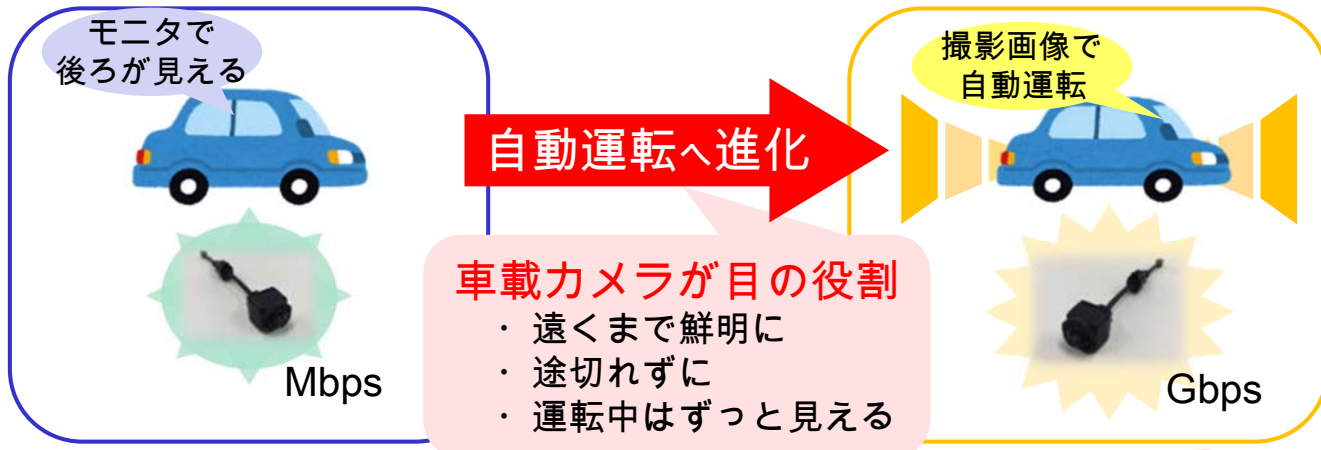 モニタで
後ろが見える
Mbps
自動運転へ進化
車載カメラが目の役割
・ 遠くまで鮮明に
・ 途切れずに
・ 運転中はずっと見える
撮影画像で
自動運転
Gbps